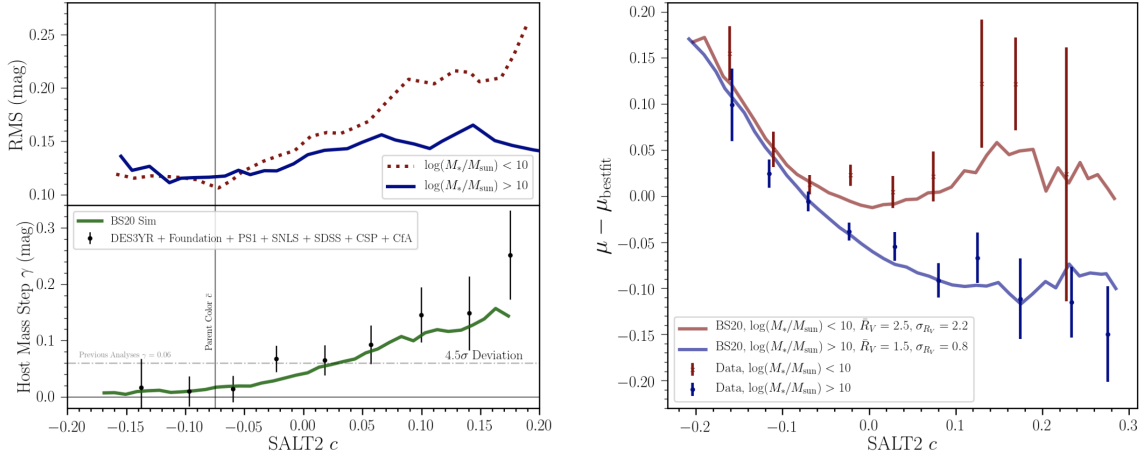 0.25
0.20
0.15
0.10
RMS (mag)
log(M*/Msun) < 10
log(M*/Msun) > 10
BS20 Sim
DES3YR + Foundation + PS1 + SNLS + SDSS + CSP + CfA
0.3
0.2
0.1
0.0
Host Mass Step γ (mag)
Parent Color c̄
Previous Analyses γ = 0.06
4.5σ Deviation
−0.20 −0.15 −0.10 −0.05 0.00 0.05 0.10 0.15 0.20
SALT2 c
0.20
0.15
0.10
0.05
0.00
−0.05
−0.10
−0.15
−0.20
μ − μbestfit
BS20, log(M*/Msun) < 10, R̄V = 2.5, σRV = 2.2
BS20, log(M*/Msun) > 10, R̄V = 1.5, σRV = 0.8
Data, log(M*/Msun) < 10
Data, log(M*/Msun) > 10
−0.2 −0.1 0.0 0.1 0.2 0.3
SALT2 c